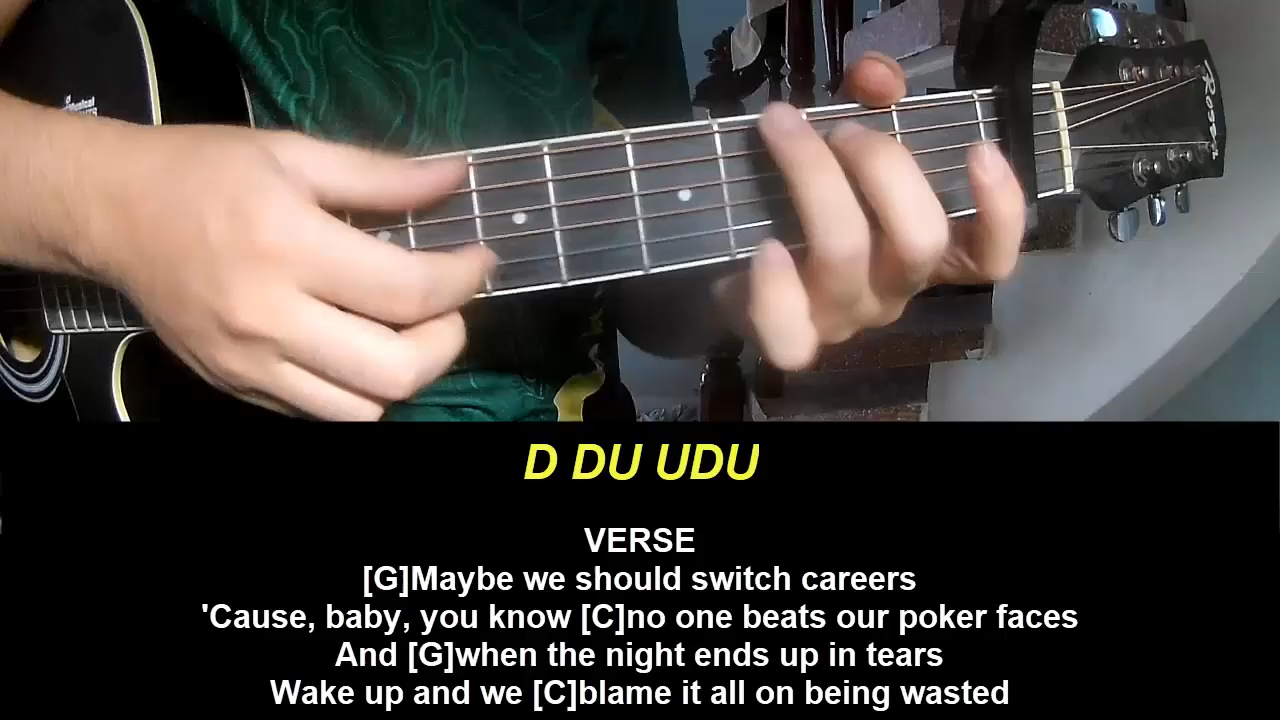 D DU UDU
VERSE
[G]Maybe we should switch careers
'Cause, baby, you know [C]no one beats our poker faces
And [G]when the night ends up in tears
Wake up and we [C]blame it all on being wasted